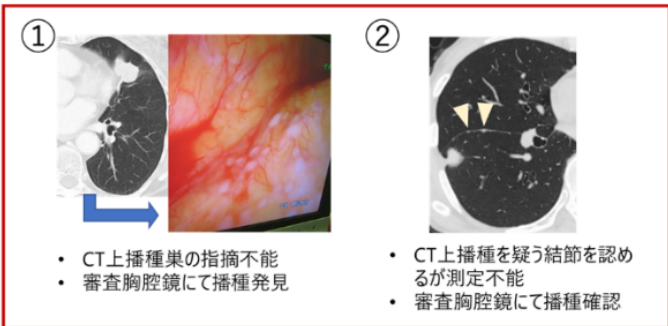 ①
②
• CT上播種巣の指摘不能
• 審査胸腔鏡にて播種発見
• CT上播種を疑う結節を認め
るが測定不能
• 審査胸腔鏡にて播種確認